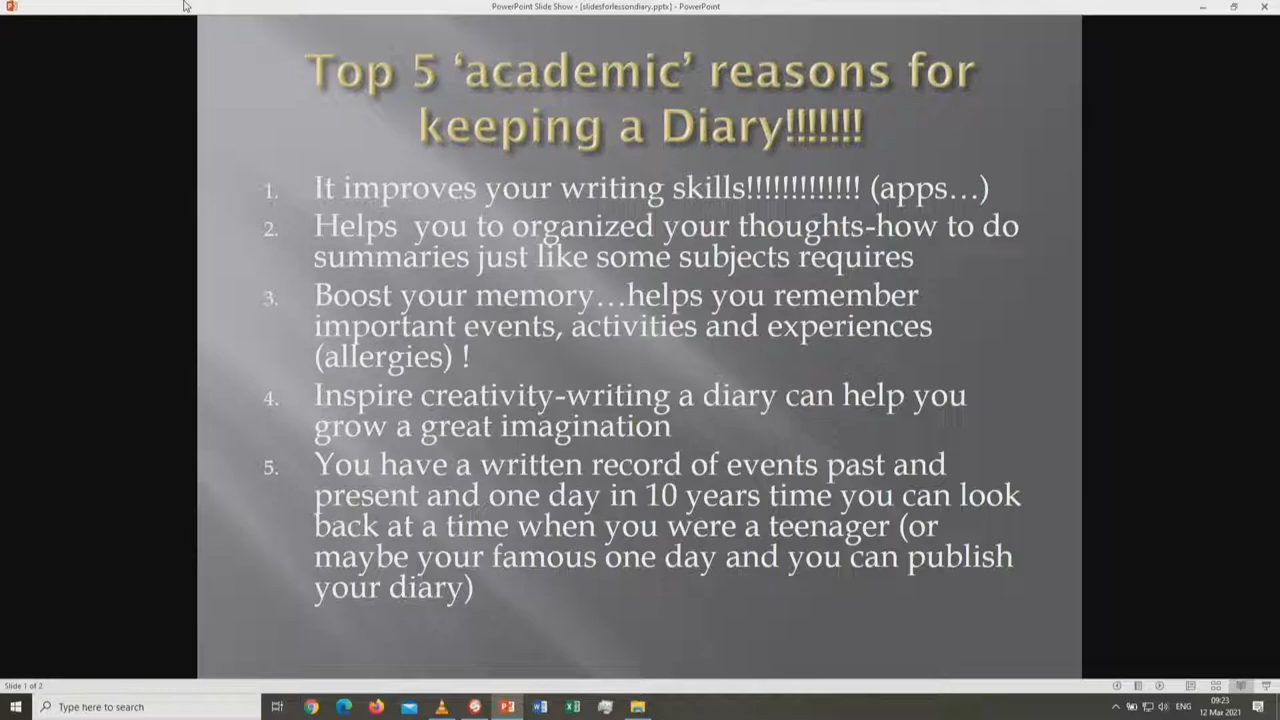 PowerPoint Slide Show - [slidesforlessondiary.pptx] - PowerPoint
Top 5 ‘academic’ reasons for
keeping a Diary!!!!!!!
1. It improves your writing skills!!!!!!!!!!!!! (apps…)
2. Helps  you to organized your thoughts-how to do
summaries just like some subjects requires
3. Boost your memory…helps you remember
important events, activities and experiences
(allergies) !
4. Inspire creativity-writing a diary can help you
grow a great imagination
5. You have a written record of events past and
present and one day in 10 years time you can look
back at a time when you were a teenager (or
maybe your famous one day and you can publish
your diary)
Slide 1 of 2
Type here to search
09:23
12 Mar 2021